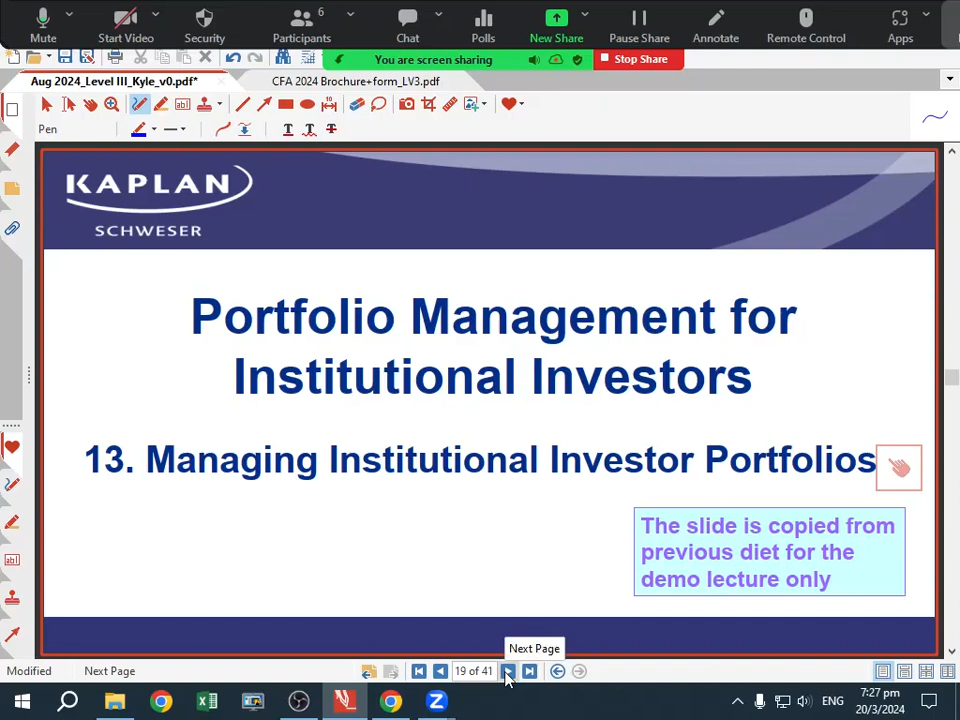 6
Mute
Start Video
Security
Participants
Chat
Polls
New Share
Pause Share
Annotate
Remote Control
Apps
You are screen sharing
Stop Share
Aug 2024_Level III_Kyle_v0.pdf*
CFA 2024 Brochure+form_LV3.pdf
Pen
KAPLAN
SCHWESER
Portfolio Management for
Institutional Investors
13. Managing Institutional Investor Portfolios
The slide is copied from
previous diet for the
demo lecture only
Next Page
Modified
Next Page
19 of 41
ENG
7:27 pm
20/3/2024